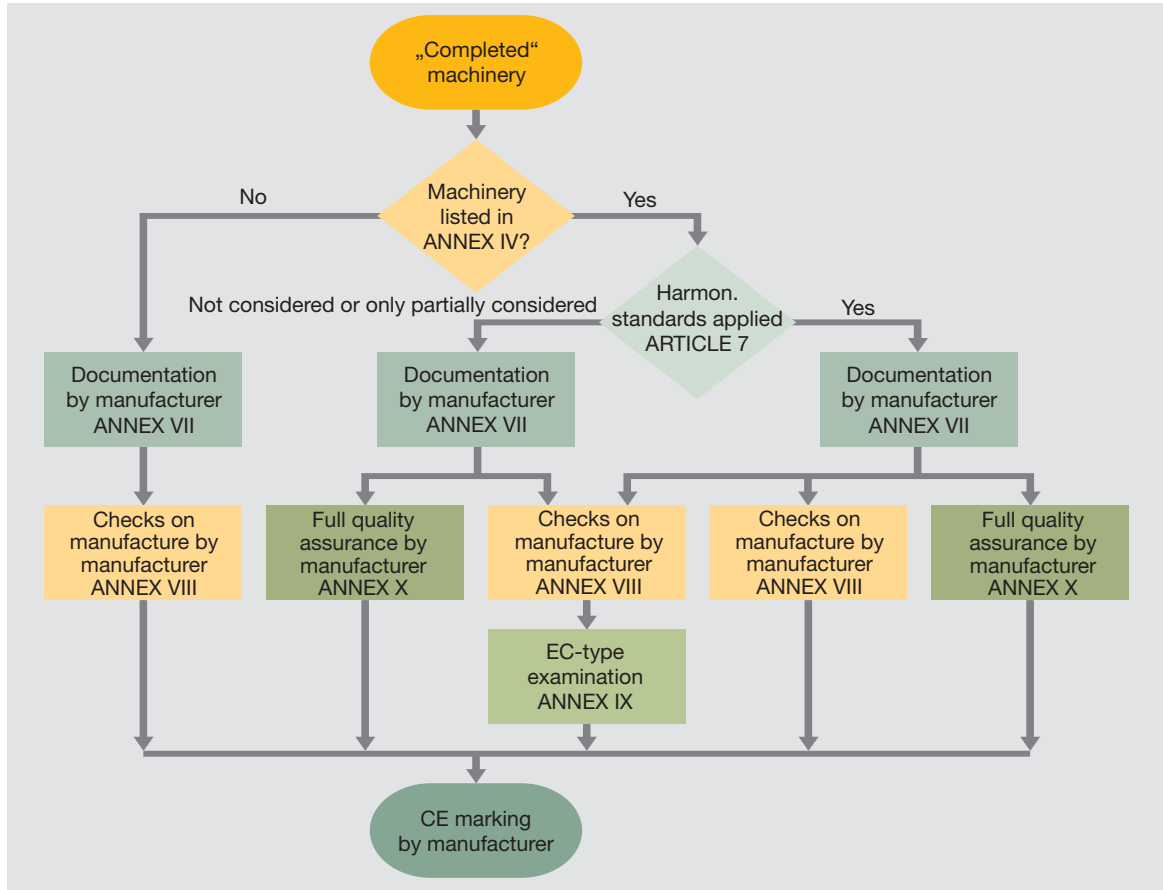 „Completed“
machinery
No
Machinery
listed in
ANNEX IV?
Yes
Not considered or only partially considered
Harmon.
standards applied
ARTICLE 7
Yes
Documentation
by manufacturer
ANNEX VII
Documentation
by manufacturer
ANNEX VII
Documentation
by manufacturer
ANNEX VII
Checks on
manufacture by
manufacturer
ANNEX VIII
Full quality
assurance by
manufacturer
ANNEX X
Checks on
manufacture by
manufacturer
ANNEX VIII
Checks on
manufacture by
manufacturer
ANNEX VIII
Full quality
assurance by
manufacturer
ANNEX X
EC-type
examination
ANNEX IX
CE marking
by manufacturer